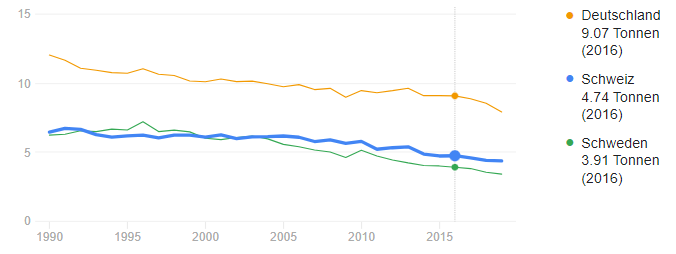 15
10
5
0
1990
1995
2000
2005
2010
2015
Deutschland
9.07 Tonnen
(2016)
Schweiz
4.74 Tonnen
(2016)
Schweden
3.91 Tonnen
(2016)